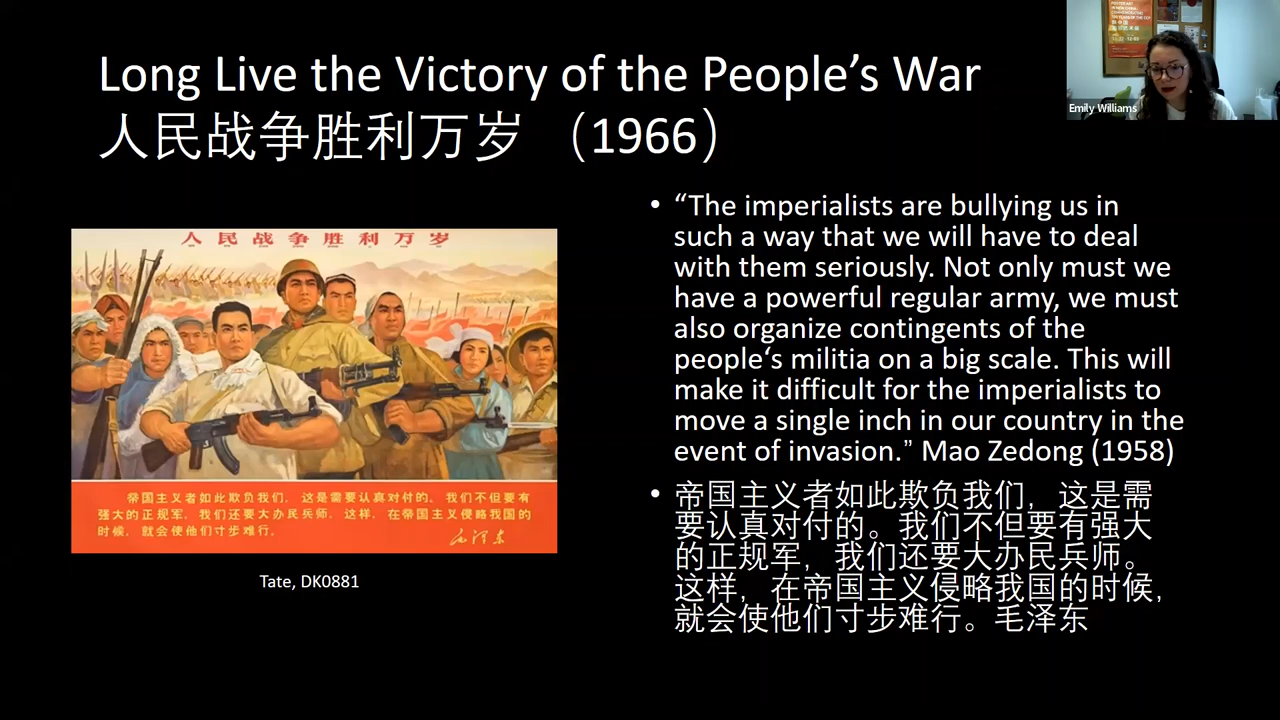 Long Live the Victory of the People’s War
人民战争胜利万岁 （1966）
Emily Williams
人民战争胜利万岁
帝国主义者如此欺负我们，这是需要认真对付的。我们不但要有
强大的正规军，我们还要大办民兵师。这样，在帝国主义侵略我国的
时候，就会使他们寸步难行。
毛泽东
Tate, DK0881
• “The imperialists are bullying us in
such a way that we will have to deal
with them seriously. Not only must we
have a powerful regular army, we must
also organize contingents of the
people‘s militia on a big scale. This will
make it difficult for the imperialists to
move a single inch in our country in the
event of invasion.” Mao Zedong (1958)
• 帝国主义者如此欺负我们，这是需
要认真对付的。我们不但要有强大
的正规军，我们还要大办民兵师。
这样，在帝国主义侵略我国的时候，
就会使他们寸步难行。毛泽东